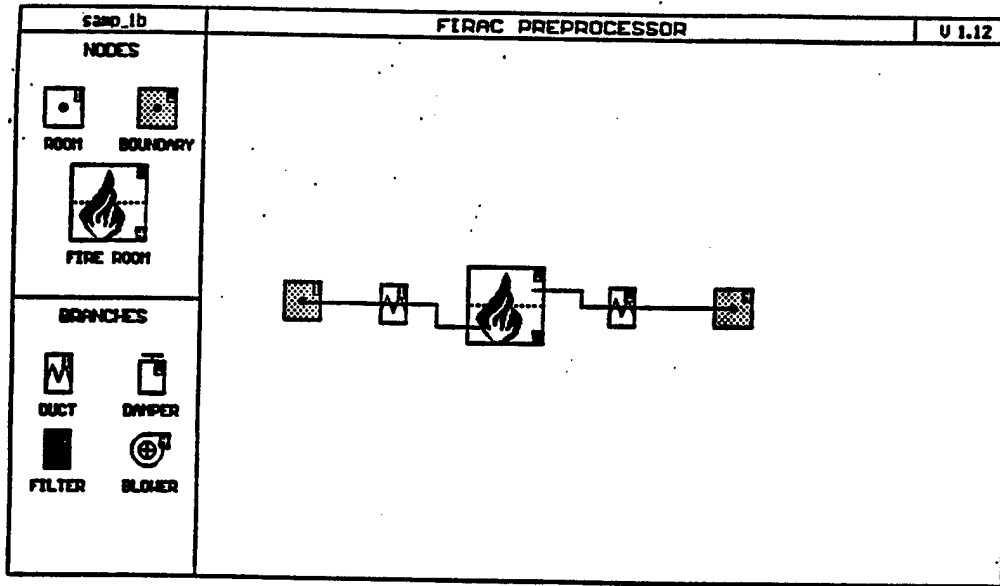 samp_1b
FIRAC PREPROCESSOR
V 1.12
NODES
ROOM
BOUNDARY
FIRE ROOM
BRANCHES
DUCT
DAMPER
FILTER
BLOWER